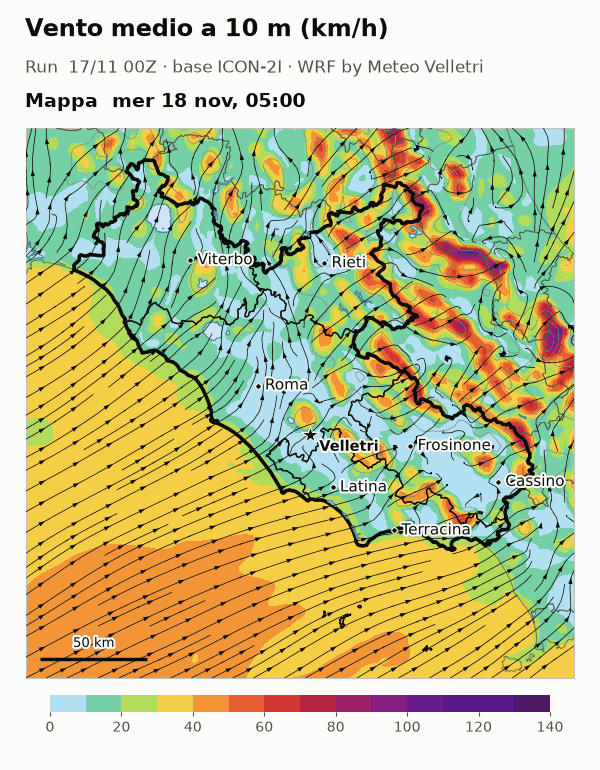 Vento medio a 10 m (km/h)
Run  17/11 00Z · base ICON-2I · WRF by Meteo Velletri
Mappa  mer 18 nov, 05:00
Viterbo
Rieti
Roma
Velletri
Frosinone
Latina
Cassino
Terracina
50 km
0 20 40 60 80 100 120 140